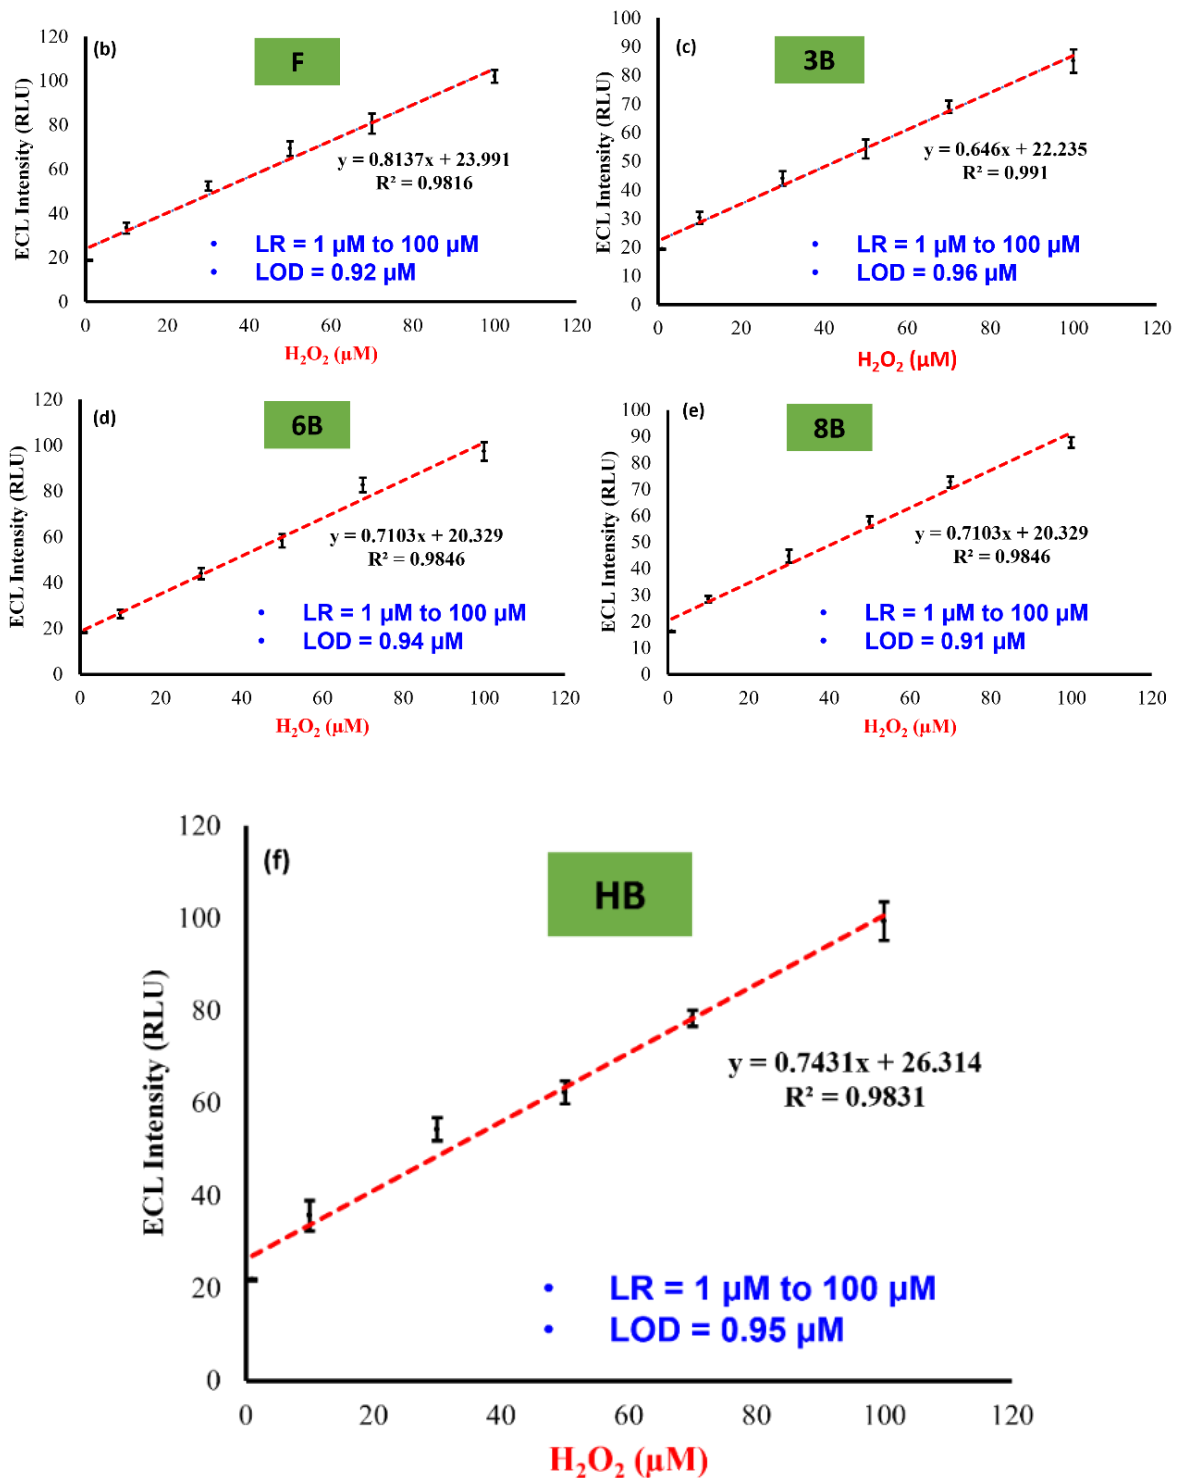 (b)
F
ECL Intensity (RLU)
120
100
80
60
40
20
0
y = 0.8137x + 23.991
R² = 0.9816
• LR = 1 µM to 100 µM
• LOD = 0.92 µM
0 20 40 60 80 100 120
H₂O₂ (µM)
(c)
3B
ECL Intensity (RLU)
100
90
80
70
60
50
40
30
20
10
0
y = 0.646x + 22.235
R² = 0.991
• LR = 1 µM to 100 µM
• LOD = 0.96 µM
0 20 40 60 80 100 120
H₂O₂ (µM)
(d)
6B
ECL Intensity (RLU)
120
100
80
60
40
20
0
y = 0.7103x + 20.329
R² = 0.9846
• LR = 1 µM to 100 µM
• LOD = 0.94 µM
0 20 40 60 80 100 120
H₂O₂ (µM)
(e)
8B
ECL Intensity (RLU)
100
90
80
70
60
50
40
30
20
10
0
y = 0.7103x + 20.329
R² = 0.9846
• LR = 1 µM to 100 µM
• LOD = 0.91 µM
0 20 40 60 80 100 120
H₂O₂ (µM)
(f)
HB
ECL Intensity (RLU)
120
100
80
60
40
20
0
y = 0.7431x + 26.314
R² = 0.9831
• LR = 1 µM to 100 µM
• LOD = 0.95 µM
0 20 40 60 80 100 120
H₂O₂ (µM)